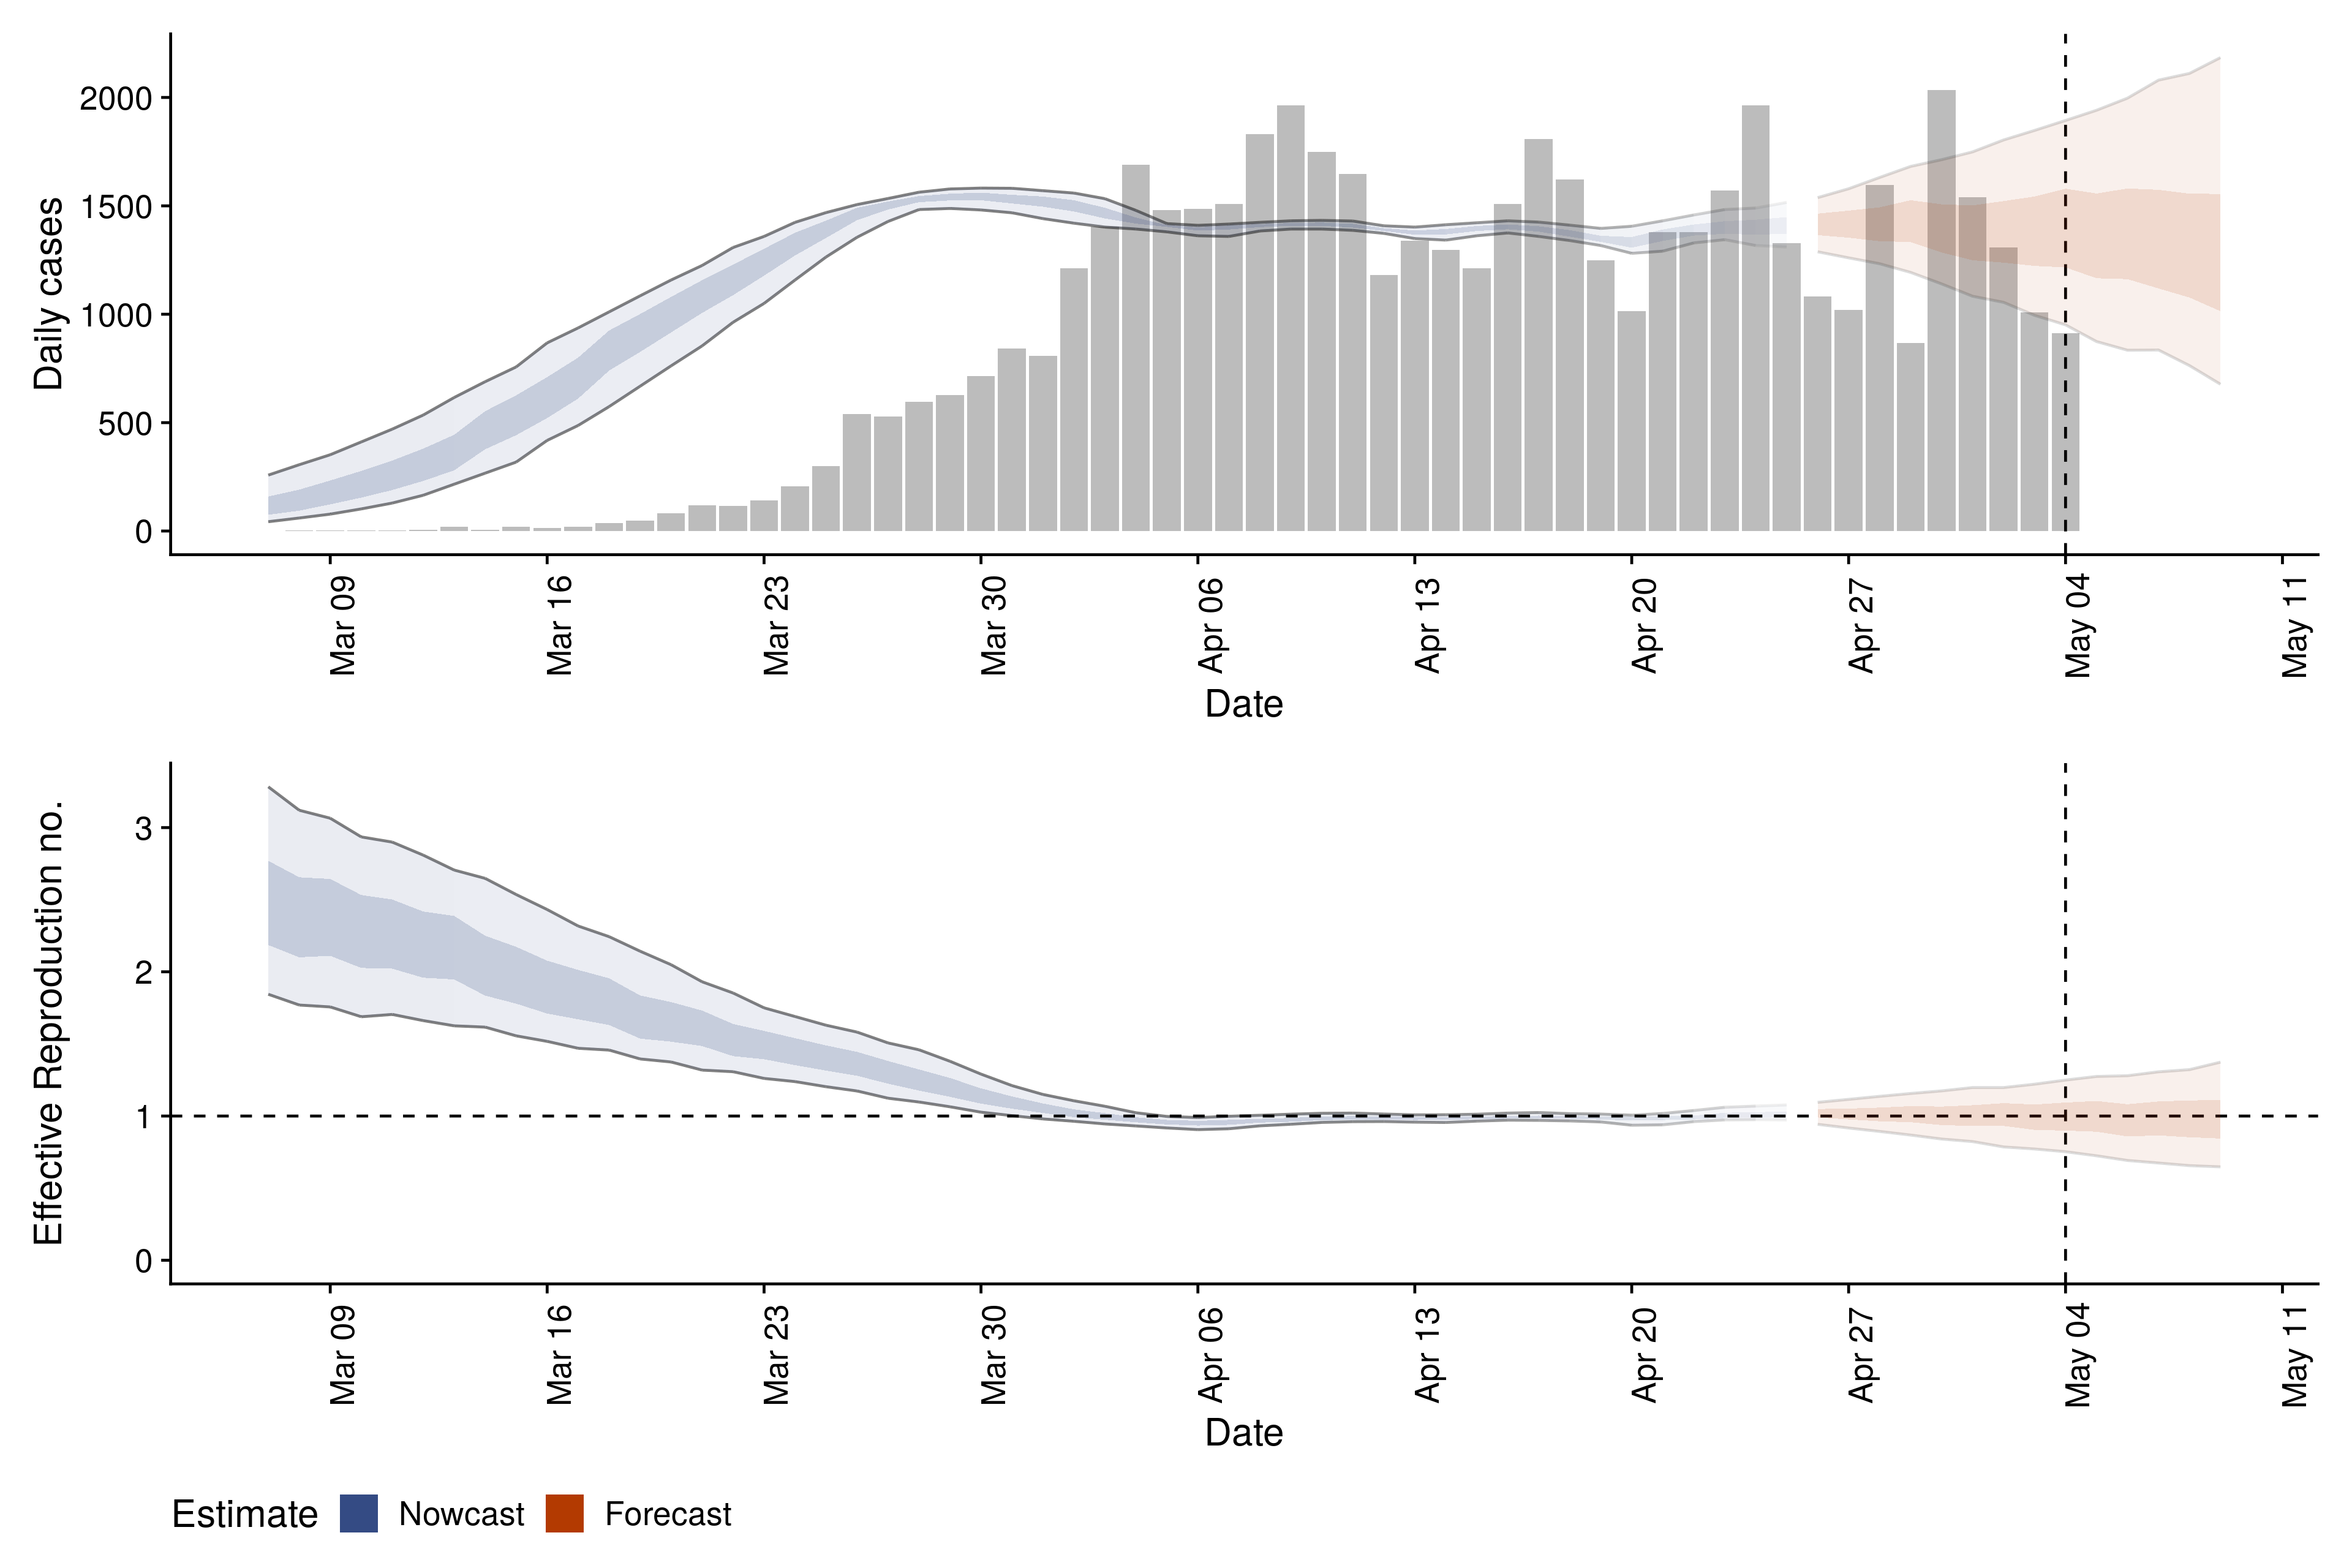 Daily cases
2000
1500
1000
500
0
Mar 09
Mar 16
Mar 23
Mar 30
Apr 06
Apr 13
Apr 20
Apr 27
May 04
May 11
Date
Effective Reproduction no.
3
2
1
0
Mar 09
Mar 16
Mar 23
Mar 30
Apr 06
Apr 13
Apr 20
Apr 27
May 04
May 11
Date
Estimate Nowcast Forecast